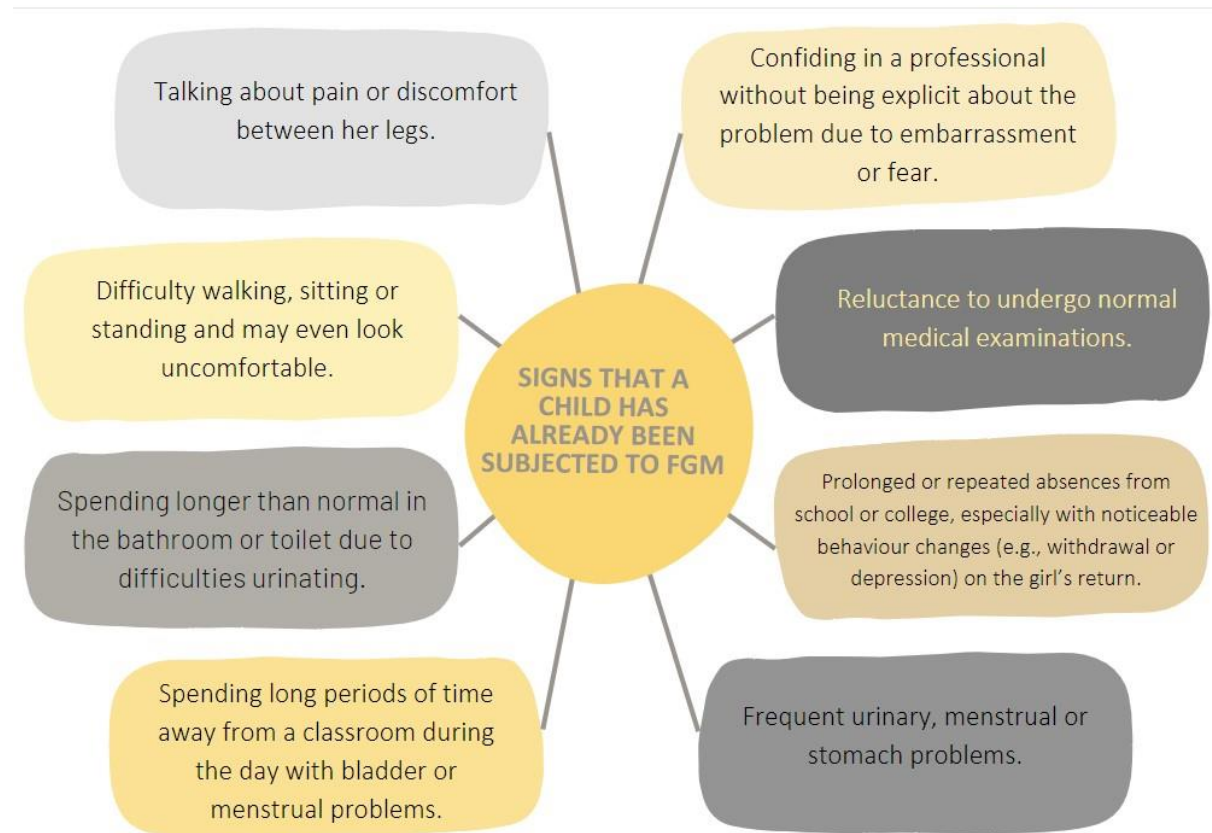 Talking about pain or discomfort
between her legs.
Confiding in a professional
without being explicit about the
problem due to embarrassment
or fear.
Difficulty walking, sitting or
standing and may even look
uncomfortable.
Reluctance to undergo normal
medical examinations.
SIGNS THAT A
CHILD HAS
ALREADY BEEN
SUBJECTED TO FGM
Spending longer than normal in
the bathroom or toilet due to
difficulties urinating.
Prolonged or repeated absences from
school or college, especially with noticeable
behaviour changes (e.g., withdrawal or
depression) on the girl’s return.
Spending long periods of time
away from a classroom during
the day with bladder or
menstrual problems.
Frequent urinary, menstrual or
stomach problems.